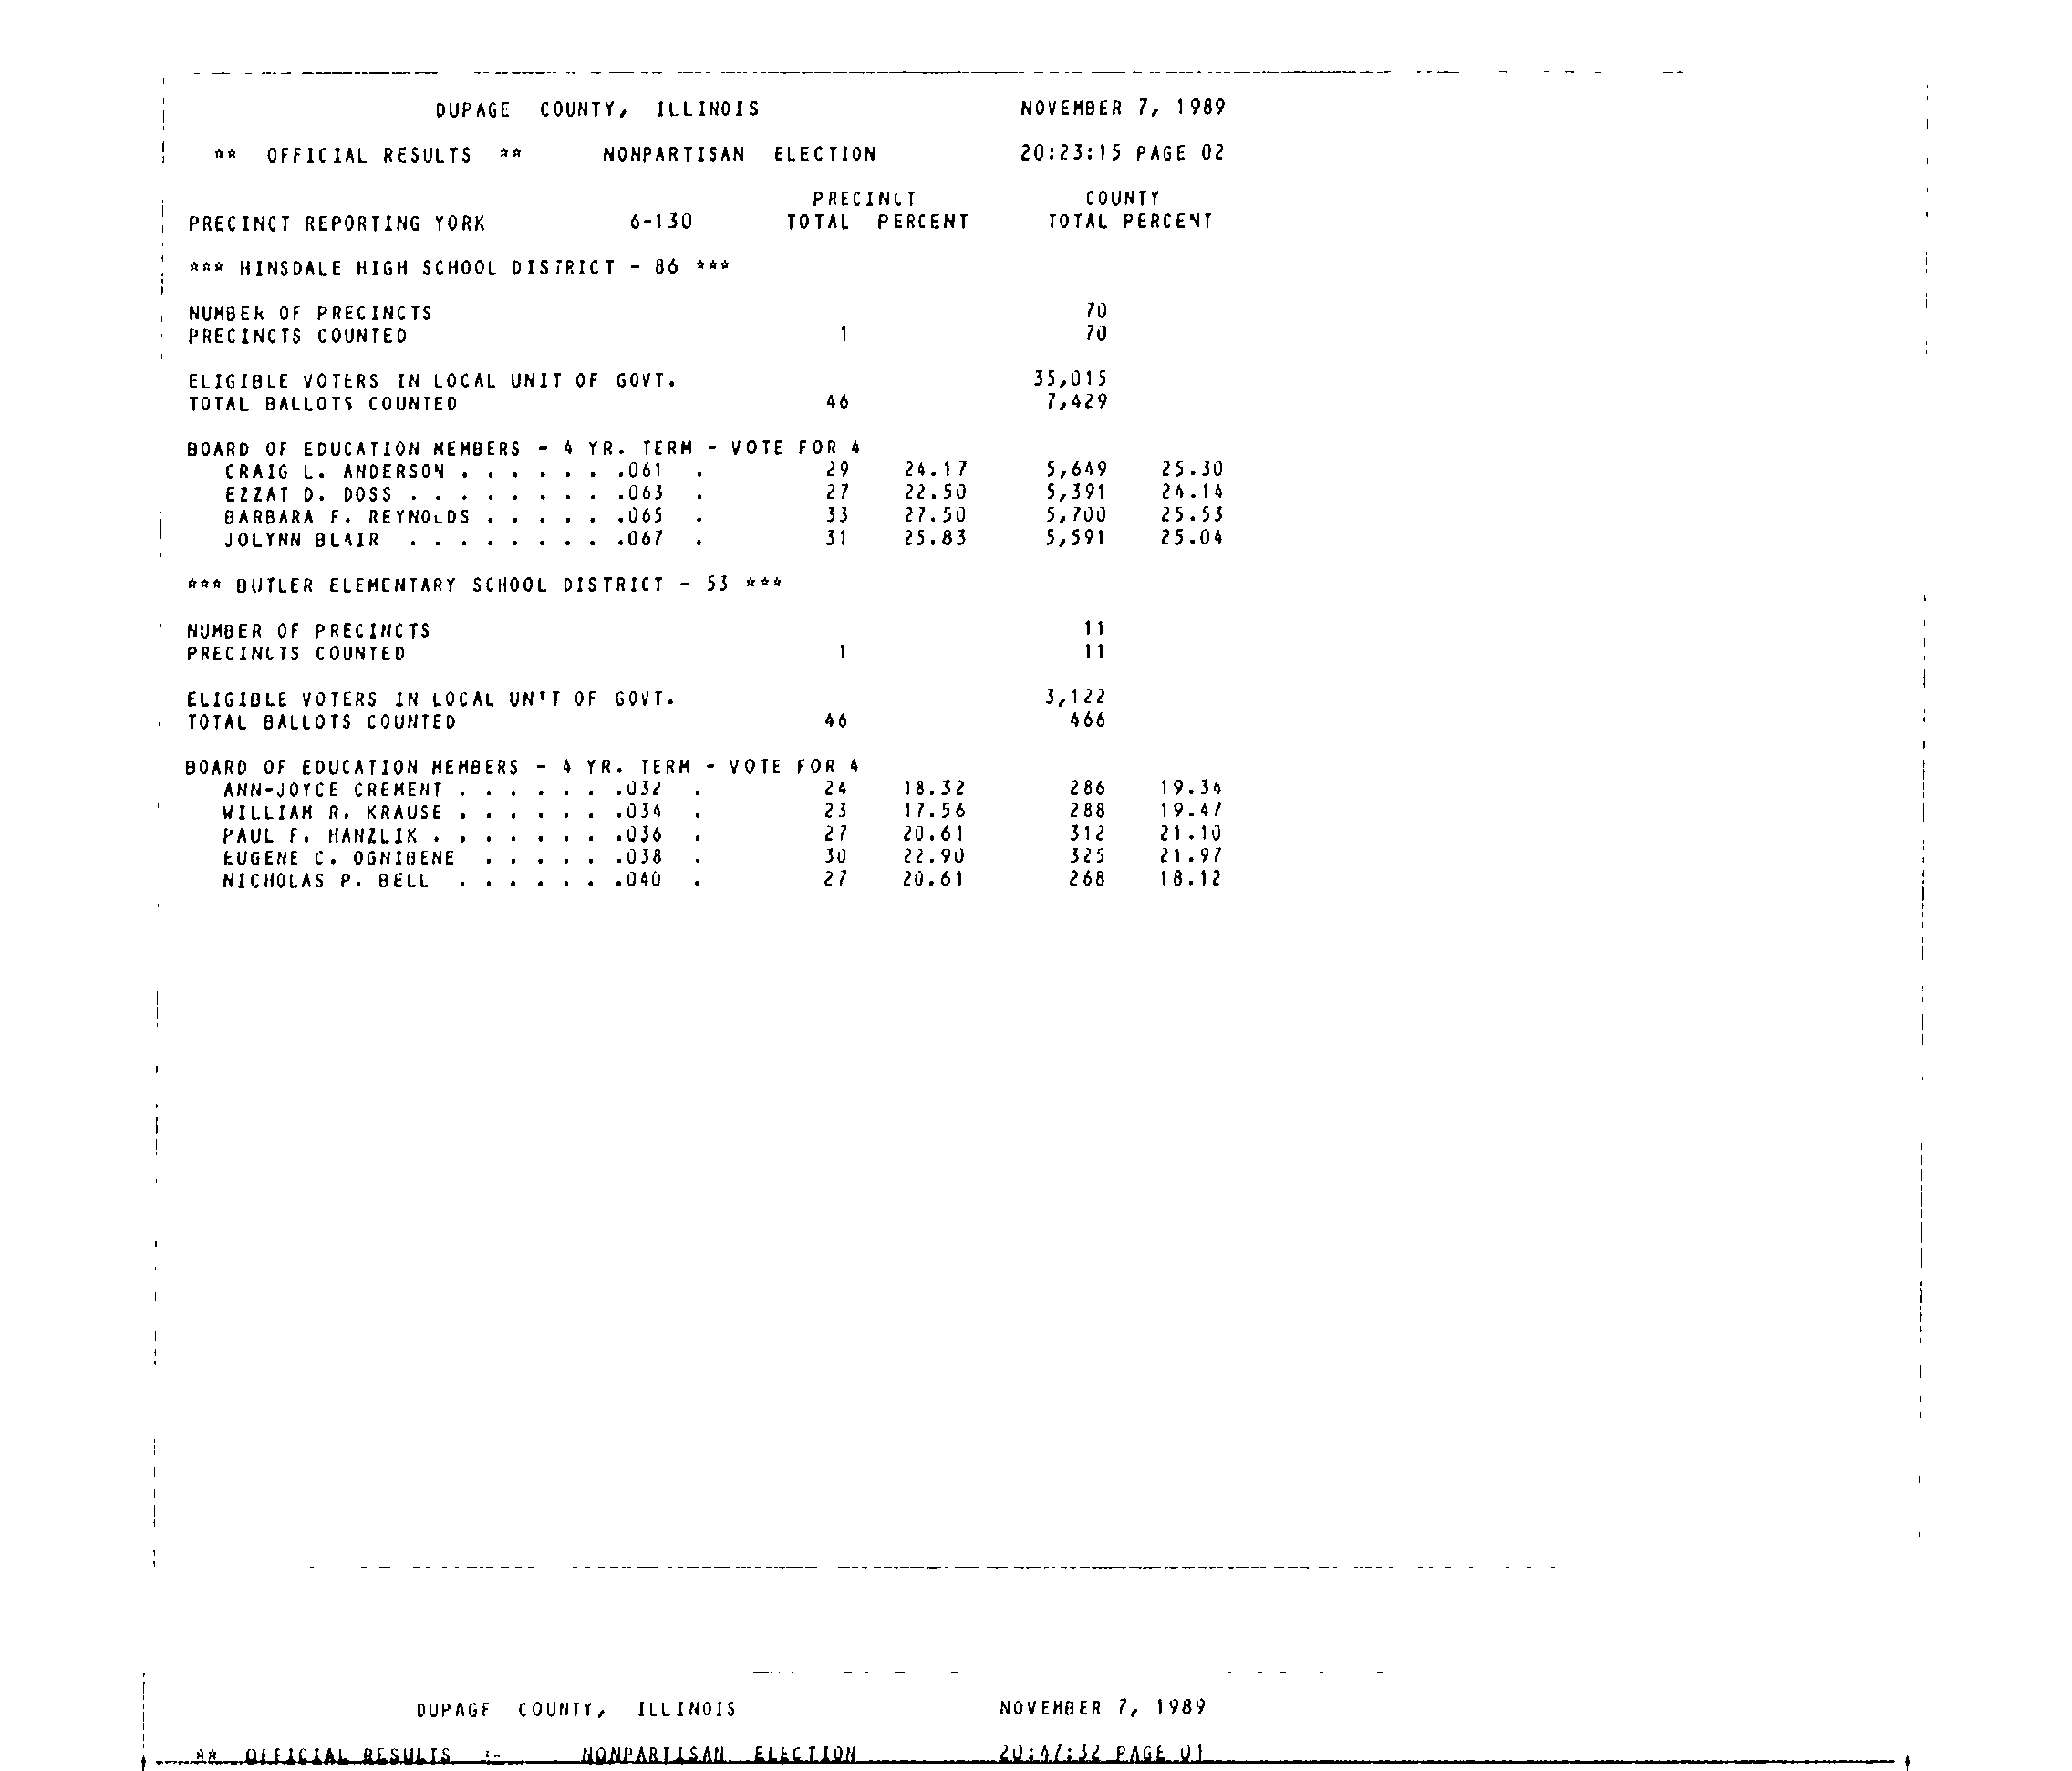 DUPAGE COUNTY, ILLINOIS NOVEMBER 7, 1989
** OFFICIAL RESULTS ** NONPARTISAN ELECTION 20:23:15 PAGE 02
PRECINCT COUNTY
PRECINCT REPORTING YORK 6-130 TOTAL PERCENT TOTAL PERCENT
*** HINSDALE HIGH SCHOOL DISTRICT - 86 ***
NUMBER OF PRECINCTS 70
PRECINCTS COUNTED 1 70
ELIGIBLE VOTERS IN LOCAL UNIT OF GOVT. 35,015
TOTAL BALLOTS COUNTED 46 7,429
BOARD OF EDUCATION MEMBERS - 4 YR. TERM - VOTE FOR 4
CRAIG L. ANDERSON . . . . . . .061 . 29 24.17 5,649 25.30
EZZAT D. DOSS . . . . . . . . .063 . 27 22.50 5,391 24.14
BARBARA F. REYNOLDS . . . . . .065 . 33 27.50 5,700 25.53
JOLYNN BLAIR . . . . . . . . .067 . 31 25.83 5,591 25.04
*** BUTLER ELEMENTARY SCHOOL DISTRICT - 53 ***
NUMBER OF PRECINCTS 11
PRECINCTS COUNTED 1 11
ELIGIBLE VOTERS IN LOCAL UNIT OF GOVT. 3,122
TOTAL BALLOTS COUNTED 46 466
BOARD OF EDUCATION MEMBERS - 4 YR. TERM - VOTE FOR 4
ANN-JOYCE CREMENT . . . . . . .032 . 24 18.32 286 19.34
WILLIAM R. KRAUSE . . . . . . .034 . 23 17.56 288 19.47
PAUL F. HANZLIK . . . . . . . .036 . 27 20.61 312 21.10
EUGENE C. OGNIBENE . . . . . .038 . 30 22.90 325 21.97
NICHOLAS P. BELL . . . . . . .040 . 27 20.61 268 18.12
DUPAGE COUNTY, ILLINOIS NOVEMBER 7, 1989
** OFFICIAL RESULTS NONPARTISAN ELECTION 20:47:32 PAGE 01